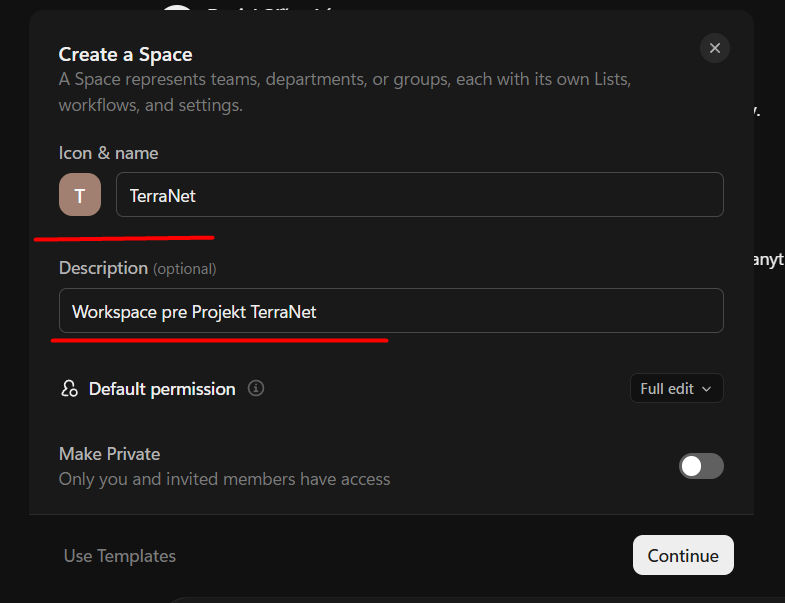 Create a Space
A Space represents teams, departments, or groups, each with its own Lists,
workflows, and settings.
Icon & name
T
TerraNet
Description (optional)
Workspace pre Projekt TerraNet
Default permission
Full edit
Make Private
Only you and invited members have access
Use Templates
Continue